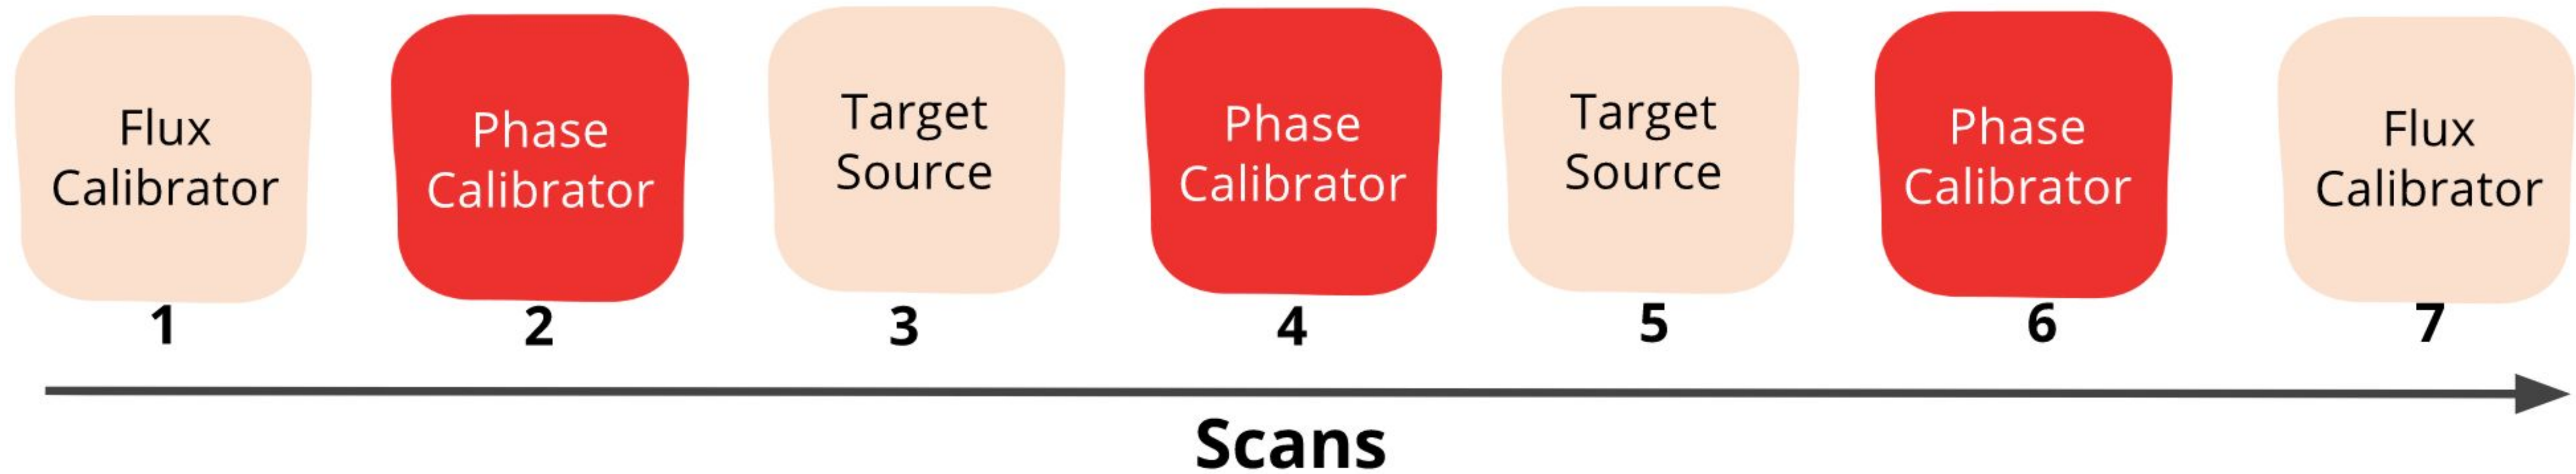 Flux
Calibrator
Phase
Calibrator
Target
Source
Phase
Calibrator
Target
Source
Phase
Calibrator
Flux
Calibrator
1
2
3
4
5
6
7
Scans